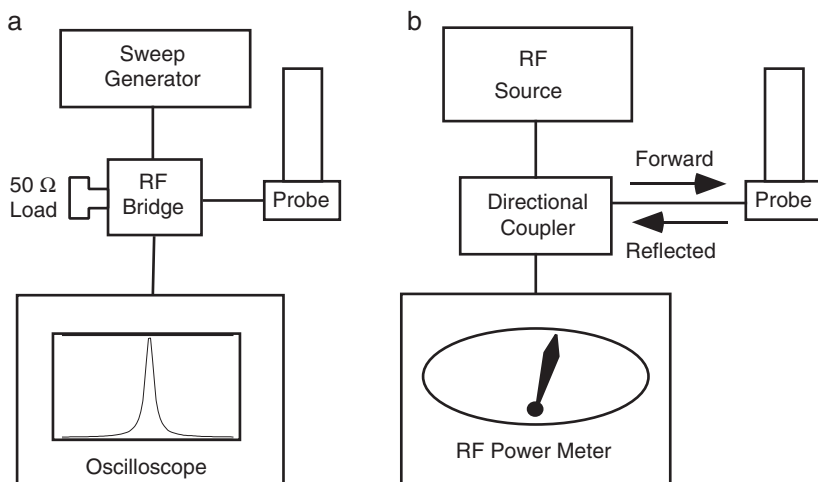 a
Sweep
Generator
50 Ω
Load
RF
Bridge
Probe
Oscilloscope
b
RF
Source
Forward
Directional
Coupler
Probe
Reflected
RF Power Meter